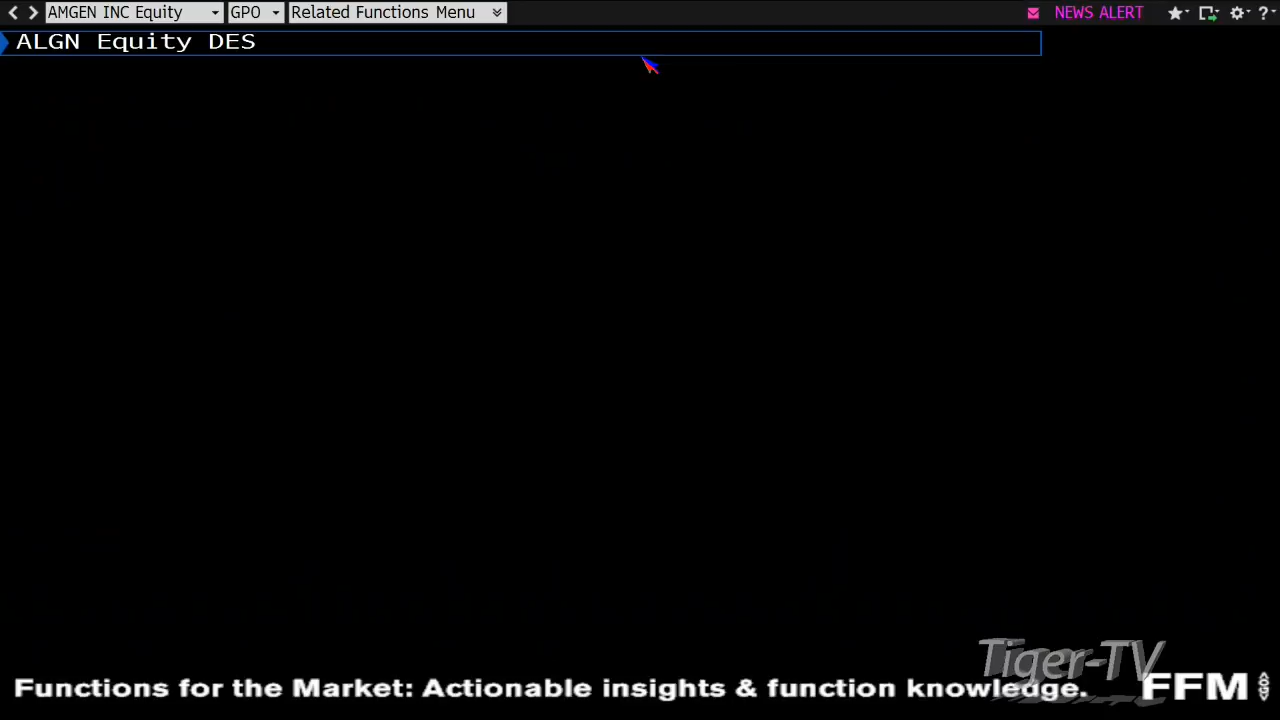 AMGEN INC Equity GPO Related Functions Menu NEWS ALERT ?
ALGN Equity DES
Tiger-TV
Functions for the Market: Actionable insights & function knowledge. FFM